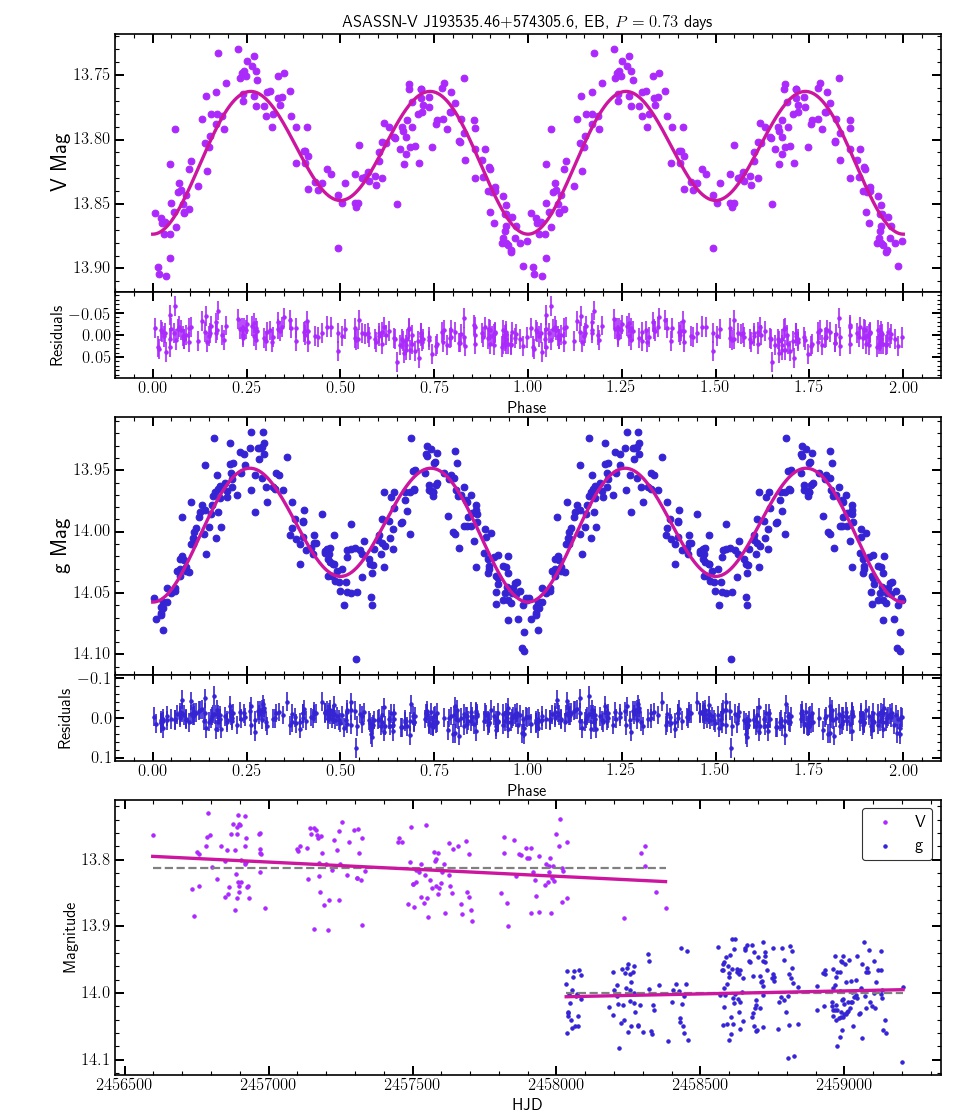 ASASSN-V J193535.46+574305.6, EB, P = 0.73 days
V Mag
13.75
13.80
13.85
13.90
Residuals
−0.05
0.00
0.05
0.00 0.25 0.50 0.75 1.00 1.25 1.50 1.75 2.00
Phase
g Mag
13.95
14.00
14.05
14.10
Residuals
−0.1
0.0
0.1
0.00 0.25 0.50 0.75 1.00 1.25 1.50 1.75 2.00
Phase
Magnitude
13.8
13.9
14.0
14.1
V
g
2456500 2457000 2457500 2458000 2458500 2459000
HJD